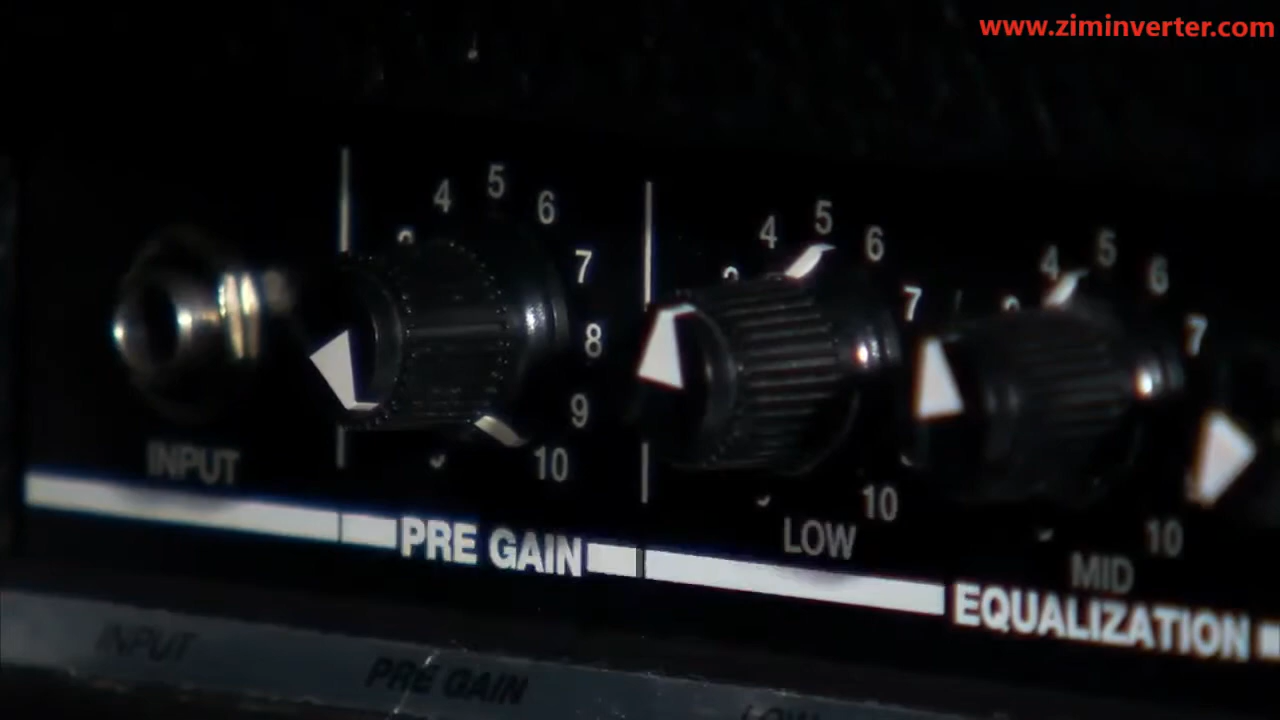 www.ziminverter.com
4 5 6 7 8 9 10
4 5 6 7 10
4 5 6 7 10
INPUT
PRE GAIN
LOW
MID
EQUALIZATION
INPUT
PRE GAIN
LOW